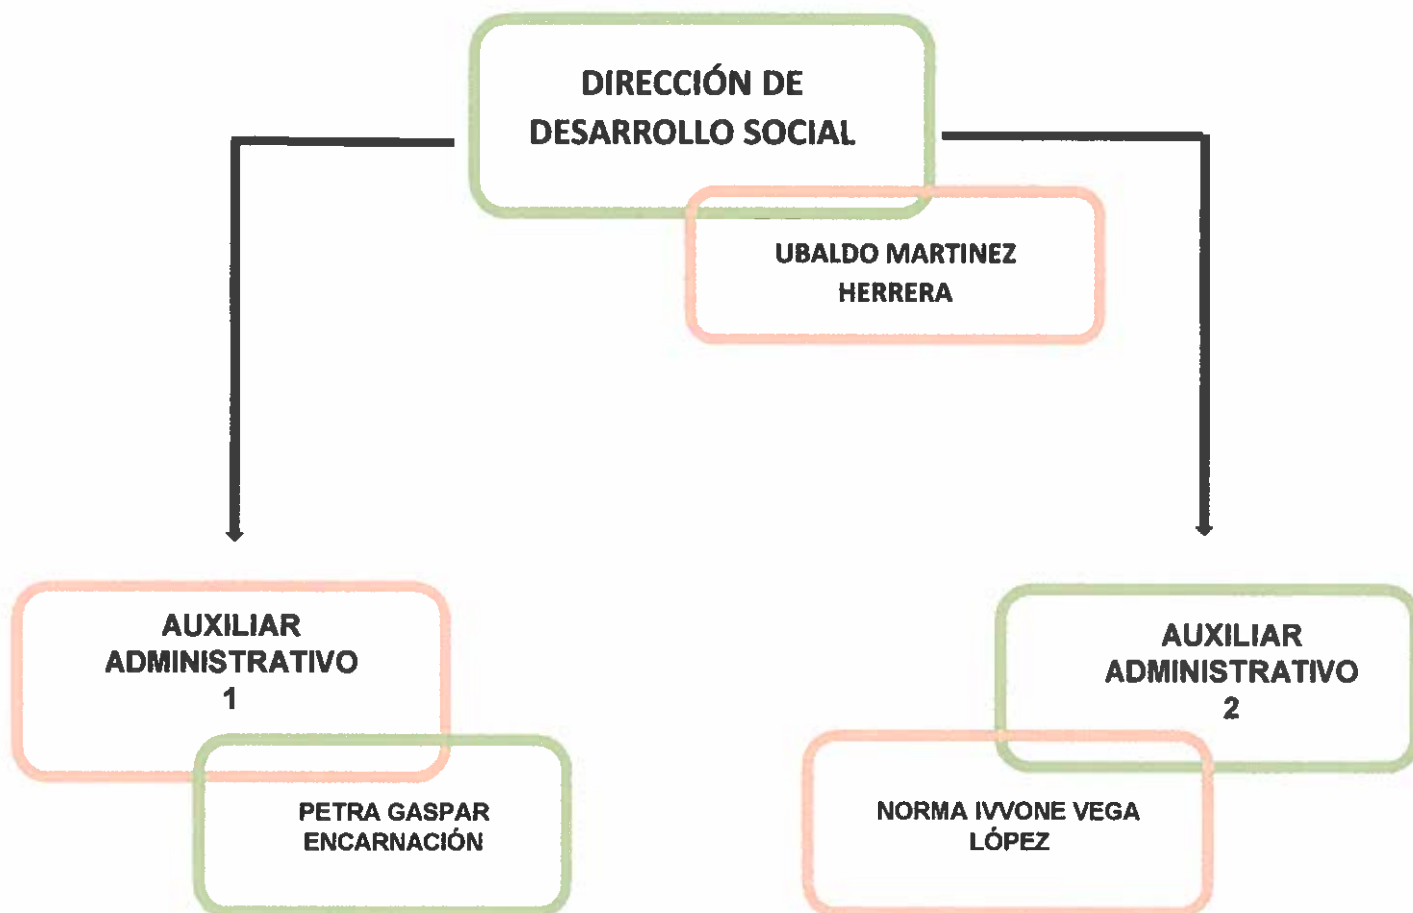 DIRECCIÓN DE
DESARROLLO SOCIAL
UBALDO MARTINEZ
HERRERA
AUXILIAR
ADMINISTRATIVO
1
PETRA GASPAR
ENCARNACIÓN
AUXILIAR
ADMINISTRATIVO
2
NORMA IVVONE VEGA
LÓPEZ